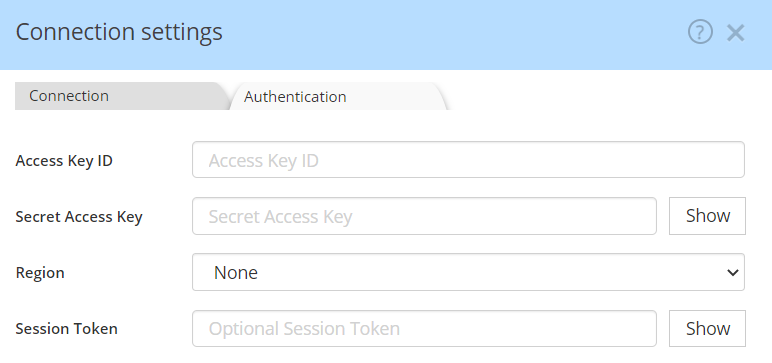 Connection settings ?
Connection Authentication
Access Key ID Access Key ID
Secret Access Key Secret Access Key Show
Region None
Session Token Optional Session Token Show